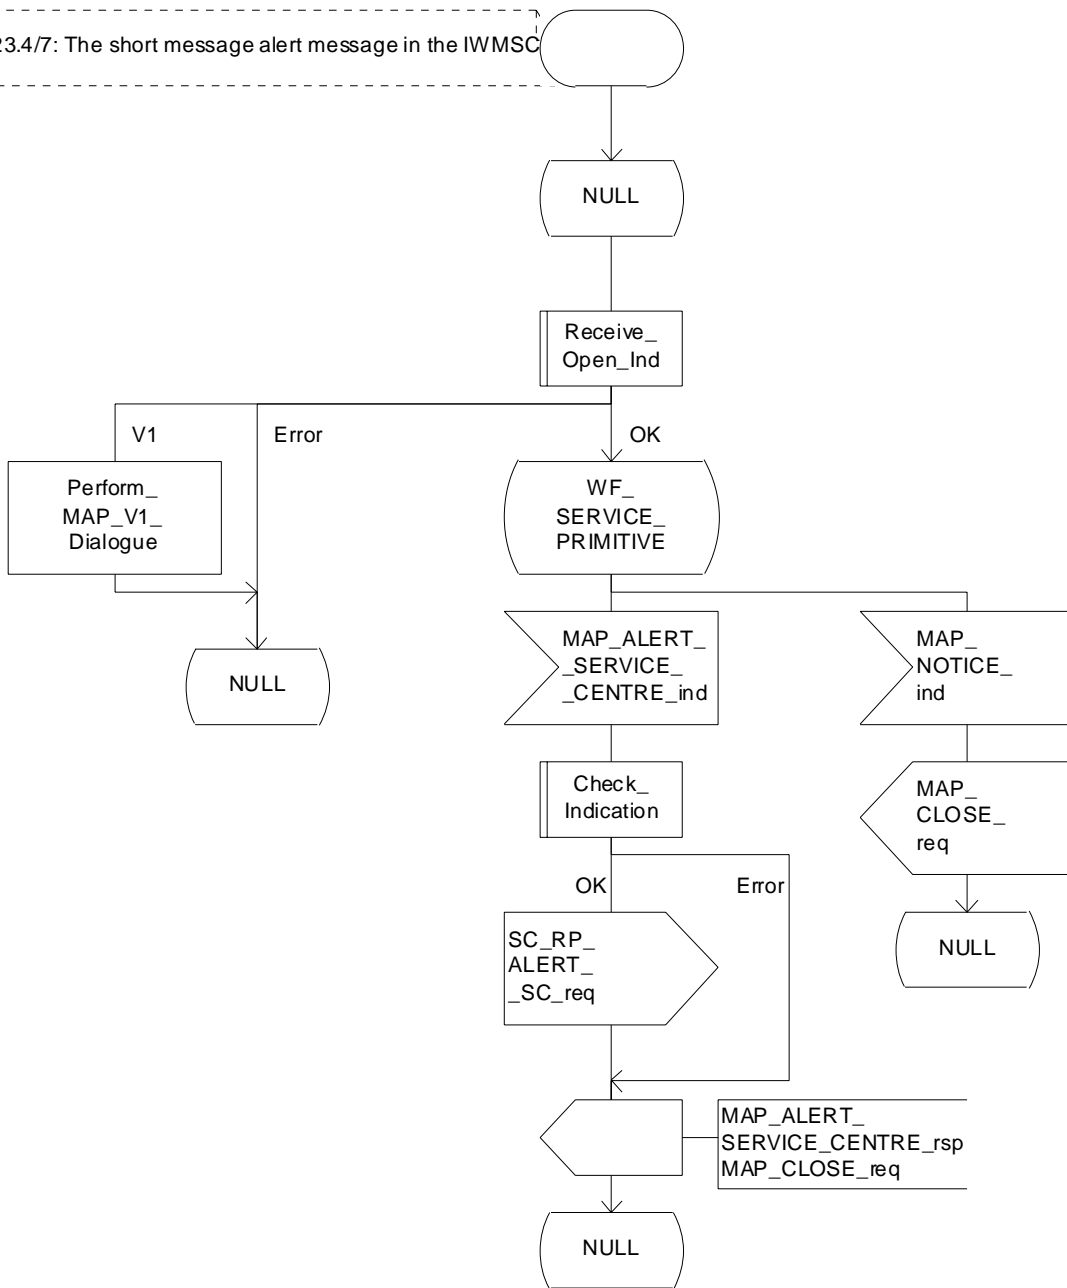 23.4/7: The short message alert message in the IWMSC
NULL
Receive_
Open_Ind
V1
Error
OK
Perform_
MAP_V1_
Dialogue
WF_
SERVICE_
PRIMITIVE
NULL
MAP_ALERT_
_SERVICE_
_CENTRE_ind
MAP_
NOTICE_
ind
Check_
Indication
MAP_
CLOSE_
req
OK
Error
SC_RP_
ALERT_
_SC_req
NULL
MAP_ALERT_
SERVICE_CENTRE_rsp
MAP_CLOSE_req
NULL